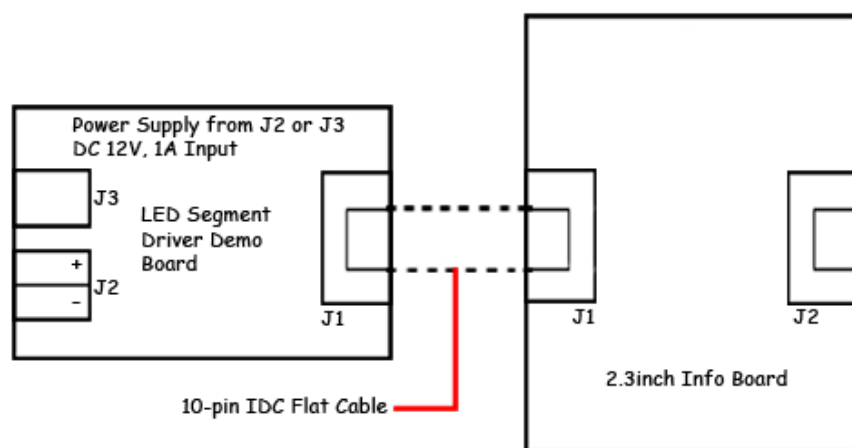 Power Supply from J2 or J3
DC 12V, 1A Input
J3
LED Segment
Driver Demo
Board
+
J2
-
J1
J1
J2
2.3inch Info Board
10-pin IDC Flat Cable